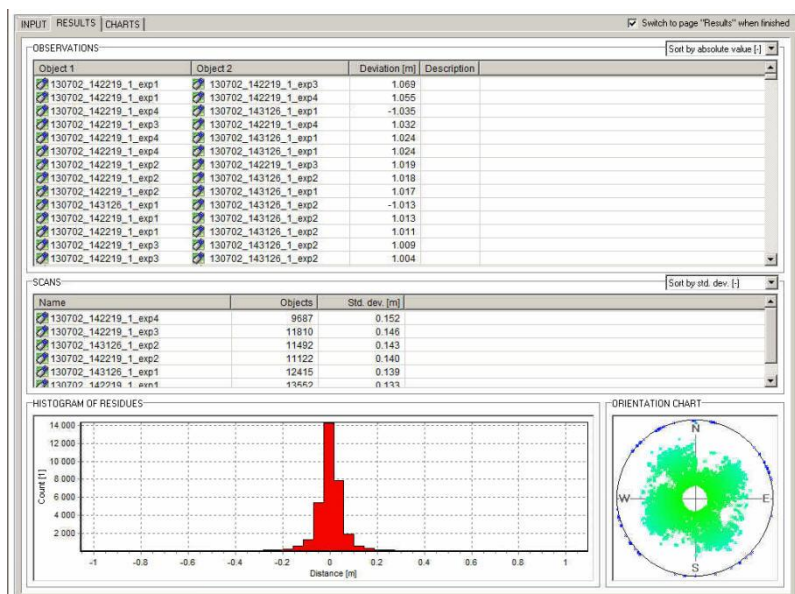 INPUT RESULTS CHARTS Switch to page "Results" when finished
OBSERVATIONS Sort by absolute value [-]
Object 1 Object 2 Deviation [m] Description
130702_142219_1_exp1 130702_142219_1_exp3 1.069
130702_142219_1_exp1 130702_142219_1_exp4 1.055
130702_142219_1_exp4 130702_143126_1_exp1 -1.035
130702_142219_1_exp3 130702_142219_1_exp4 1.032
130702_142219_1_exp4 130702_143126_1_exp1 1.024
130702_142219_1_exp4 130702_143126_1_exp2 1.024
130702_142219_1_exp2 130702_142219_1_exp3 1.019
130702_142219_1_exp2 130702_143126_1_exp2 1.018
130702_142219_1_exp2 130702_143126_1_exp1 1.017
130702_143126_1_exp1 130702_143126_1_exp2 -1.013
130702_142219_1_exp1 130702_143126_1_exp2 1.013
130702_142219_1_exp1 130702_143126_1_exp2 1.011
130702_142219_1_exp3 130702_143126_1_exp2 1.009
130702_142219_1_exp3 130702_143126_1_exp2 1.004
SCANS Sort by std. dev. [-]
Name Objects Std. dev. [m]
130702_142219_1_exp4 9687 0.152
130702_142219_1_exp3 11810 0.146
130702_143126_1_exp2 11492 0.143
130702_142219_1_exp2 11122 0.140
130702_143126_1_exp1 12415 0.139
130702_142219_1_exp1 13552 0.133
HISTOGRAM OF RESIDUES ORIENTATION CHART
14 000
12 000
10 000
8 000
6 000
4 000
2 000
Count [1]
-1 -0.8 -0.6 -0.4 -0.2 0 0.2 0.4 0.6 0.8 1
Distance [m]
N
W E
S